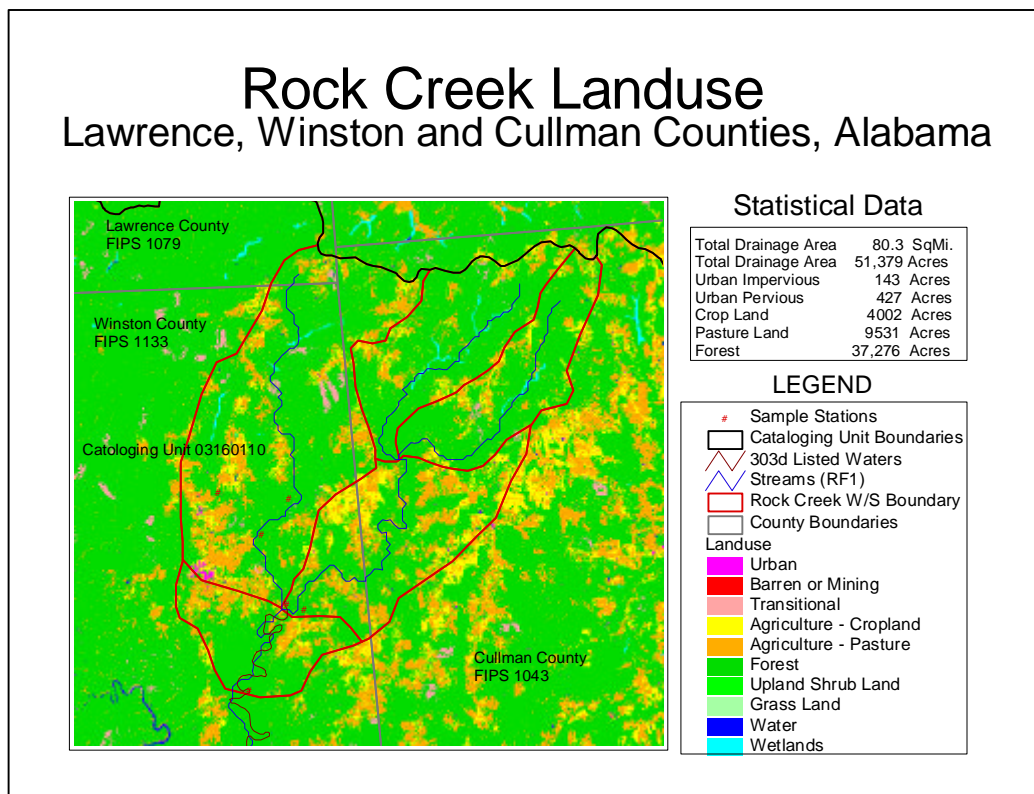 Rock Creek Landuse
Lawrence, Winston and Cullman Counties, Alabama
Lawrence County
FIPS 1079
Winston County
FIPS 1133
Catologing Unit 03160110
Cullman County
FIPS 1043
Statistical Data
Total Drainage Area 80.3 SqMi.
Total Drainage Area 51,379 Acres
Urban Impervious 143 Acres
Urban Pervious 427 Acres
Crop Land 4002 Acres
Pasture Land 9531 Acres
Forest 37,276 Acres
LEGEND
# Sample Stations
Cataloging Unit Boundaries
303d Listed Waters
Streams (RF1)
Rock Creek W/S Boundary
County Boundaries
Landuse
Urban
Barren or Mining
Transitional
Agriculture - Cropland
Agriculture - Pasture
Forest
Upland Shrub Land
Grass Land
Water
Wetlands